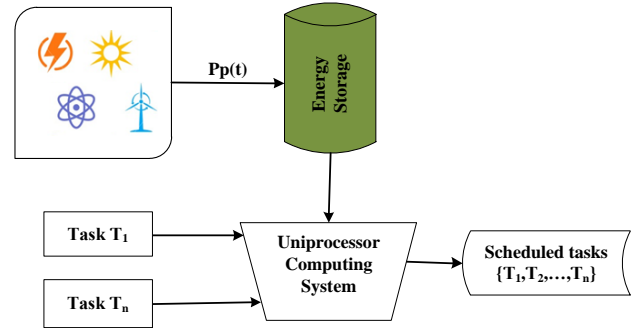 Pp(t)
Energy
Storage
Task T₁
Task Tₙ
Uniprocessor
Computing
System
Scheduled tasks
{T₁,T₂,...,Tₙ}